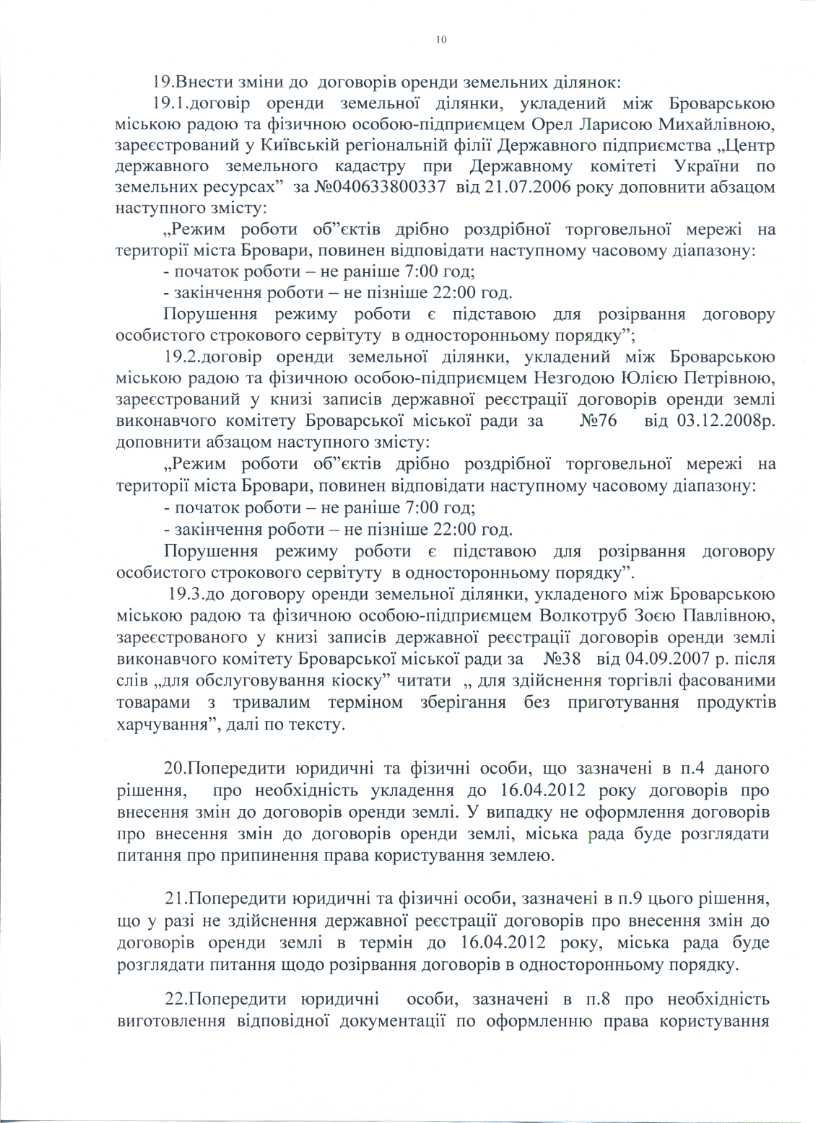 10
19.Внести зміни до договорів оренди земельних ділянок:
19.1.договір оренди земельної ділянки, укладений між Броварською
міською радою та фізичною особою-підприємцем Орел Ларисою Михайлівною,
зареєстрований у Київській регіональній філії Державного підприємства „Центр
державного земельного кадастру при Державному комітеті України по
земельних ресурсах” за №040633800337 від 21.07.2006 року доповнити абзацом
наступного змісту:
„Режим роботи об”єктів дрібно роздрібної торговельної мережі на
території міста Бровари, повинен відповідати наступному часовому діапазону:
- початок роботи – не раніше 7:00 год;
- закінчення роботи – не пізніше 22:00 год.
Порушення режиму роботи є підставою для розірвання договору
особистого строкового сервітуту в односторонньому порядку”;
19.2.договір оренди земельної ділянки, укладений між Броварською
міською радою та фізичною особою-підприємцем Незгодою Юлією Петрівною,
зареєстрований у книзі записів державної реєстрації договорів оренди землі
виконавчого комітету Броварської міської ради за №76 від 03.12.2008р.
доповнити абзацом наступного змісту:
„Режим роботи об”єктів дрібно роздрібної торговельної мережі на
території міста Бровари, повинен відповідати наступному часовому діапазону:
- початок роботи – не раніше 7:00 год;
- закінчення роботи – не пізніше 22:00 год.
Порушення режиму роботи є підставою для розірвання договору
особистого строкового сервітуту в односторонньому порядку”.
19.3.до договору оренди земельної ділянки, укладеного між Броварською
міською радою та фізичною особою-підприємцем Волкотруб Зоєю Павлівною,
зареєстрованого у книзі записів державної реєстрації договорів оренди землі
виконавчого комітету Броварської міської ради за №38 від 04.09.2007 р. після
слів „для обслуговування кіоску” читати „ для здійснення торгівлі фасованими
товарами з тривалим терміном зберігання без приготування продуктів
харчування”, далі по тексту.
20.Попередити юридичні та фізичні особи, що зазначені в п.4 даного
рішення, про необхідність укладення до 16.04.2012 року договорів про
внесення змін до договорів оренди землі. У випадку не оформлення договорів
про внесення змін до договорів оренди землі, міська рада буде розглядати
питання про припинення права користування землею.
21.Попередити юридичні та фізичні особи, зазначені в п.9 цього рішення,
що у разі не здійснення державної реєстрації договорів про внесення змін до
договорів оренди землі в термін до 16.04.2012 року, міська рада буде
розглядати питання щодо розірвання договорів в односторонньому порядку.
22.Попередити юридичні особи, зазначені в п.8 про необхідність
виготовлення відповідної документації по оформленню права користування